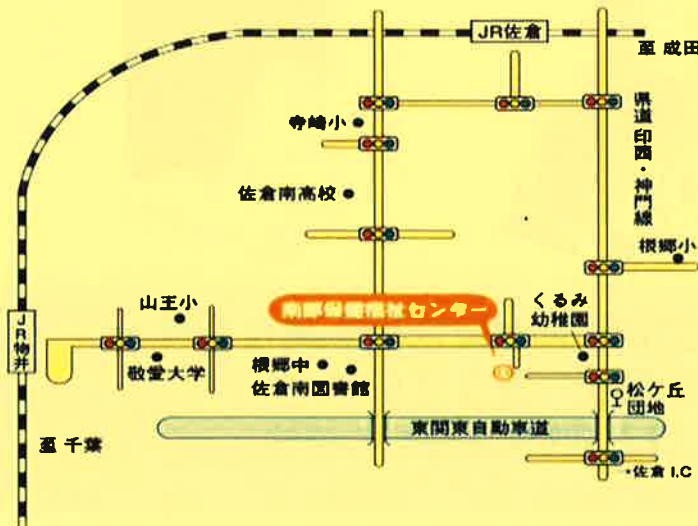 JR佐倉
至 成田
県道 印西・神門線
寺崎小
佐倉南高校
根郷小
南部保健福祉センター
くるみ
幼稚園
山王小
JR物井
敬愛大学
根郷中
佐倉南図書館
松ケ丘
団地
東関東自動車道
至 千葉
・佐倉 I.C